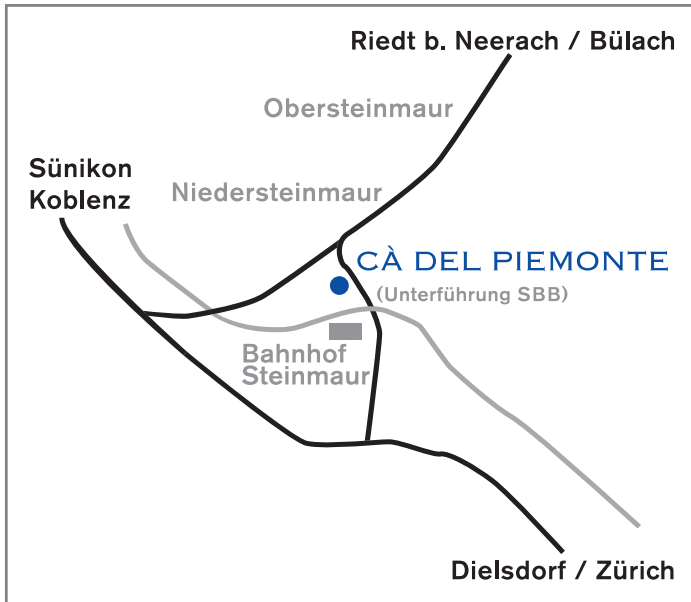 Riedt b. Neerach / Bülach
Obersteinmaur
Sünikon
Koblenz
Niedersteinmaur
CÀ DEL PIEMONTE
(Unterführung SBB)
Bahnhof
Steinmaur
Dielsdorf / Zürich